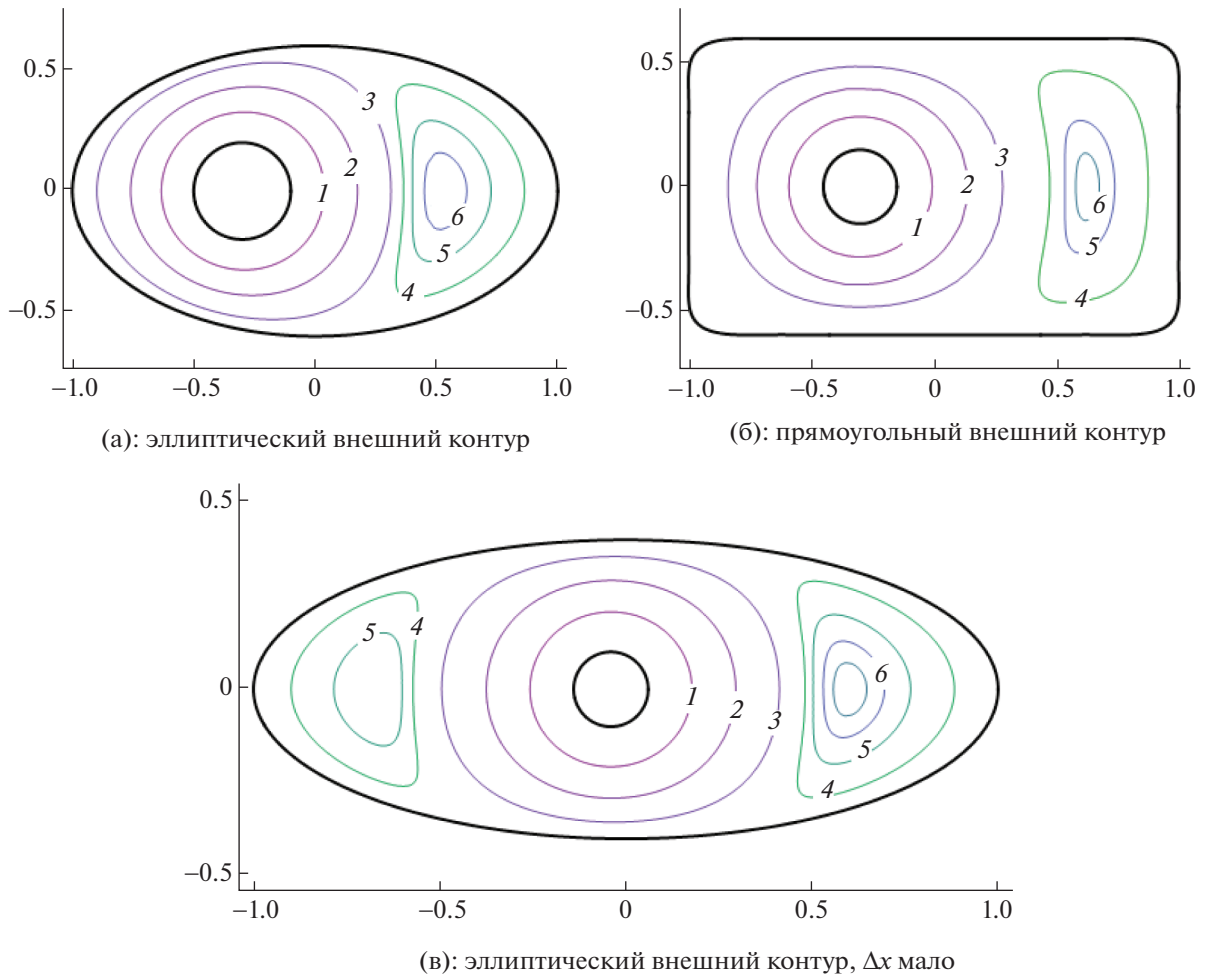 0.5
0
−0.5
−1.0 −0.5 0 0.5 1.0
1 2 3 4 5 6
(а): эллиптический внешний контур
0.5
0
−0.5
−1.0 −0.5 0 0.5 1.0
1 2 3 4 5 6
(б): прямоугольный внешний контур
0.5
0
−0.5
−1.0 −0.5 0 0.5 1.0
5 4 1 2 3 4 5 6
(в): эллиптический внешний контур, Δx мало